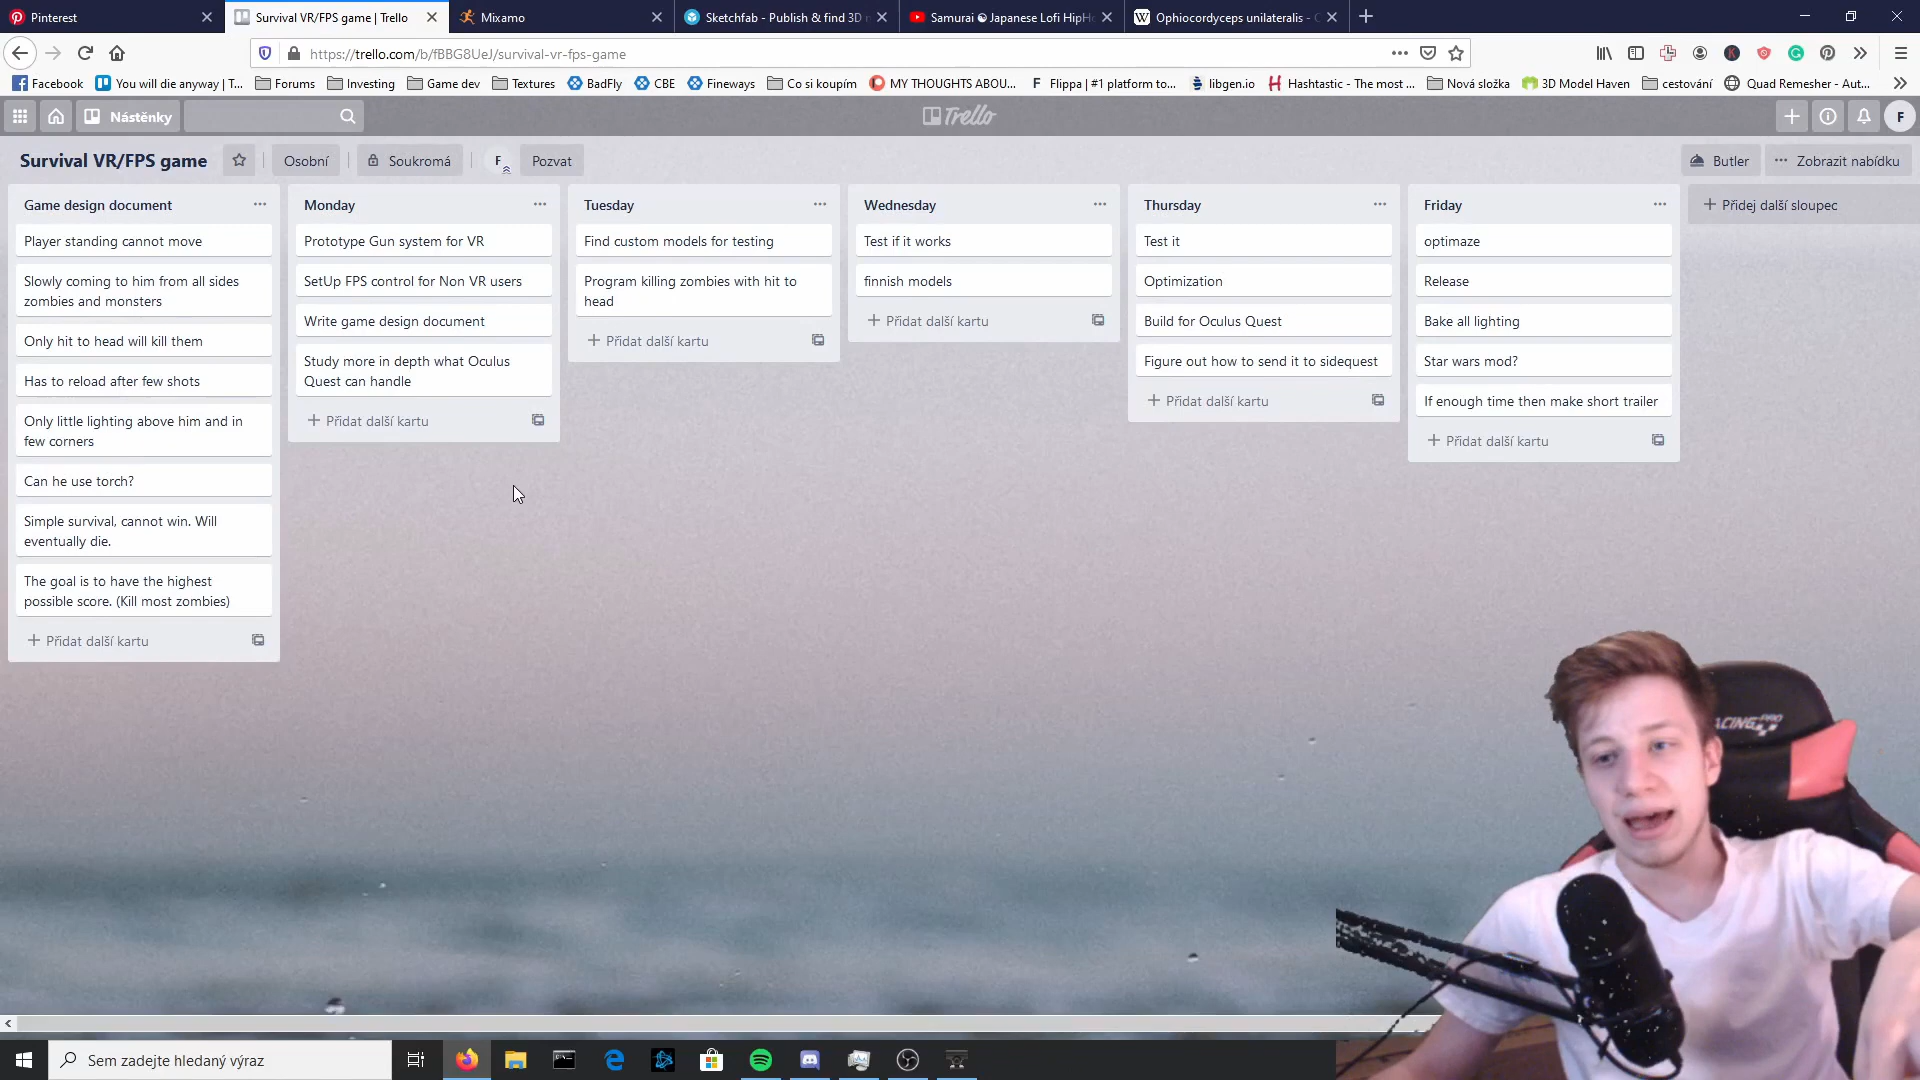 Pinterest
Survival VR/FPS game | Trello
Mixamo
Sketchfab - Publish & find 3D
Samurai ☯ Japanese Lofi HipH
Ophiocordyceps unilateralis -
https://trello.com/b/fBBG8UeJ/survival-vr-fps-game
Facebook
You will die anyway | T...
Forums
Investing
Game dev
Textures
BadFly
CBE
Fineways
Co si koupím
MY THOUGHTS ABOU...
Flippa | #1 platform to...
libgen.io
Hashtastic - The most ...
Nová složka
3D Model Haven
cestování
Quad Remesher - Aut...
Nástěnky
Trello
F
Survival VR/FPS game
Osobní
Soukromá
F
Pozvat
Butler
Zobrazit nabídku
Game design document
Player standing cannot move
Slowly coming to him from all sides
zombies and monsters
Only hit to head will kill them
Has to reload after few shots
Only little lighting above him and in
few corners
Can he use torch?
Simple survival, cannot win. Will
eventually die.
The goal is to have the highest
possible score. (Kill most zombies)
+ Přidat další kartu
Monday
Prototype Gun system for VR
SetUp FPS control for Non VR users
Write game design document
Study more in depth what Oculus
Quest can handle
+ Přidat další kartu
Tuesday
Find custom models for testing
Program killing zombies with hit to
head
+ Přidat další kartu
Wednesday
Test if it works
finnish models
+ Přidat další kartu
Thursday
Test it
Optimization
Build for Oculus Quest
Figure out how to send it to sidequest
+ Přidat další kartu
Friday
optimaze
Release
Bake all lighting
Star wars mod?
If enough time then make short trailer
+ Přidat další kartu
+ Přidej další sloupec
Sem zadejte hledaný výraz